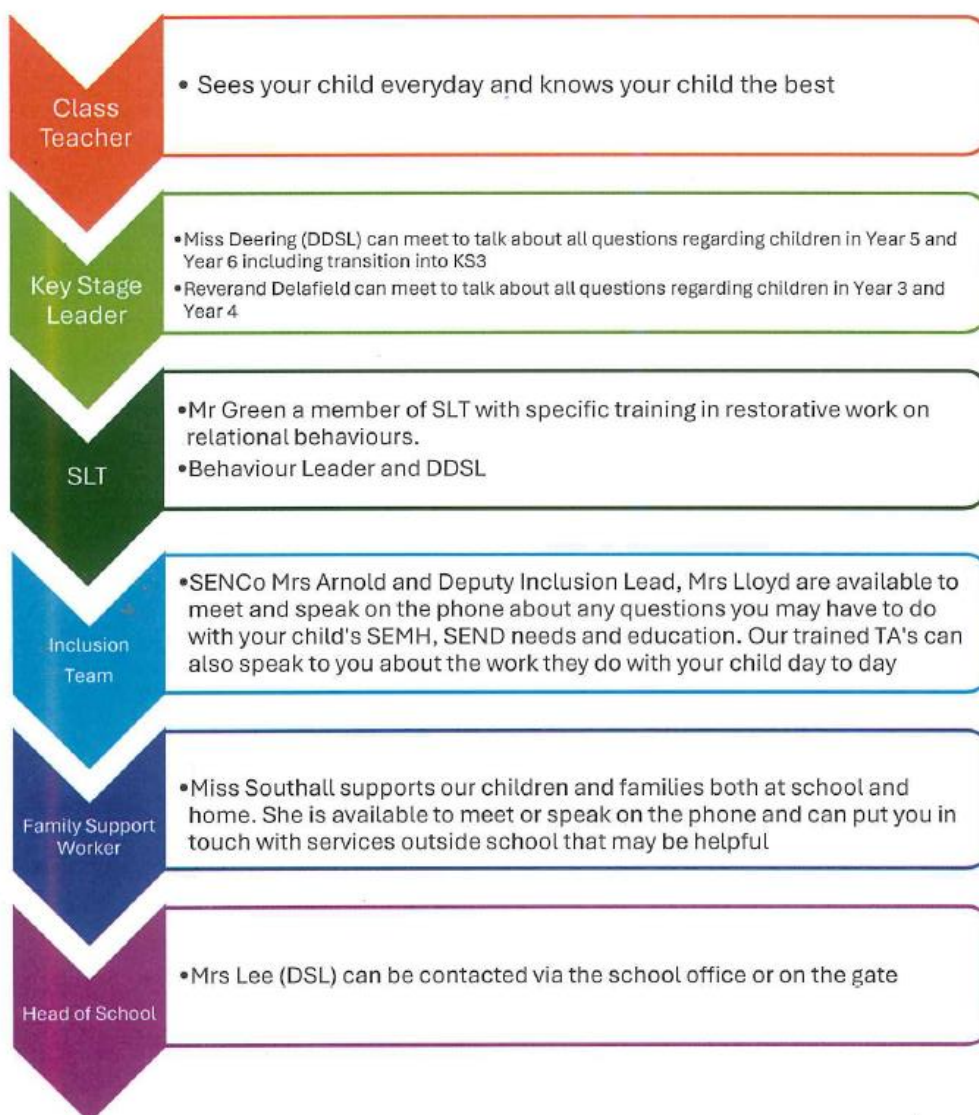 Class
Teacher
• Sees your child everyday and knows your child the best
Key Stage
Leader
•Miss Deering (DDSL) can meet to talk about all questions regarding children in Year 5 and
Year 6 including transition into KS3
•Reverand Delafield can meet to talk about all questions regarding children in Year 3 and
Year 4
SLT
•Mr Green a member of SLT with specific training in restorative work on
relational behaviours.
•Behaviour Leader and DDSL
Inclusion
Team
•SENCo Mrs Arnold and Deputy Inclusion Lead, Mrs Lloyd are available to
meet and speak on the phone about any questions you may have to do
with your child's SEMH, SEND needs and education. Our trained TA's can
also speak to you about the work they do with your child day to day
Family Support
Worker
•Miss Southall supports our children and families both at school and
home. She is available to meet or speak on the phone and can put you in
touch with services outside school that may be helpful
Head of School
•Mrs Lee (DSL) can be contacted via the school office or on the gate